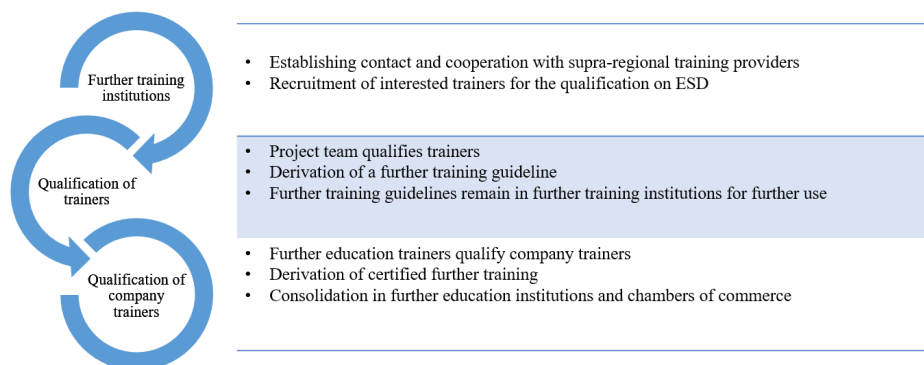 Further training
institutions
• Establishing contact and cooperation with supra-regional training providers
• Recruitment of interested trainers for the qualification on ESD
Qualification of
trainers
• Project team qualifies trainers
• Derivation of a further training guideline
• Further training guidelines remain in further training institutions for further use
Qualification of
company
trainers
• Further education trainers qualify company trainers
• Derivation of certified further training
• Consolidation in further education institutions and chambers of commerce